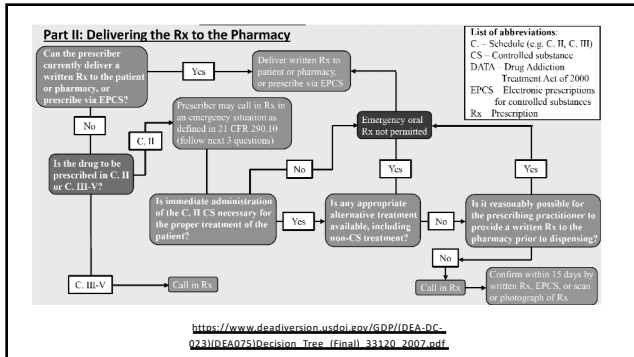 Part II: Delivering the Rx to the Pharmacy
List of abbreviations:
C. – Schedule (e.g. C. II, C. III)
CS – Controlled substance
DATA – Drug Addiction
Treatment Act of 2000
EPCS Electronic prescriptions
for controlled substances
Rx Prescription
Can the prescriber
currently deliver a
written Rx to the patient
or pharmacy, or
prescribe via EPCS?
Yes
Deliver written Rx to
patient or pharmacy,
or prescribe via EPCS
No
C. II
Prescriber may call in Rx in
an emergency situation as
defined in 21 CFR 290.10
(follow next 3 questions)
Emergency oral
Rx not permitted
Is the drug to be
prescribed in C. II
or C. III-V?
No
Yes
Yes
Is immediate administration
of the C. II CS necessary for
the proper treatment of the
patient?
Yes
Is any appropriate
alternative treatment
available, including
non-CS treatment?
No
Is it reasonably possible for
the prescribing practitioner to
provide a written Rx to the
pharmacy prior to dispensing?
No
C. III-V
Call in Rx
Call in Rx
Confirm within 15 days by
written Rx, EPCS, or scan
or photograph of Rx
https://www.deadiversion.usdoj.gov/GDP/(DEA-DC-
023)(DEA075)Decision_Tree_(Final)_33120_2007.pdf